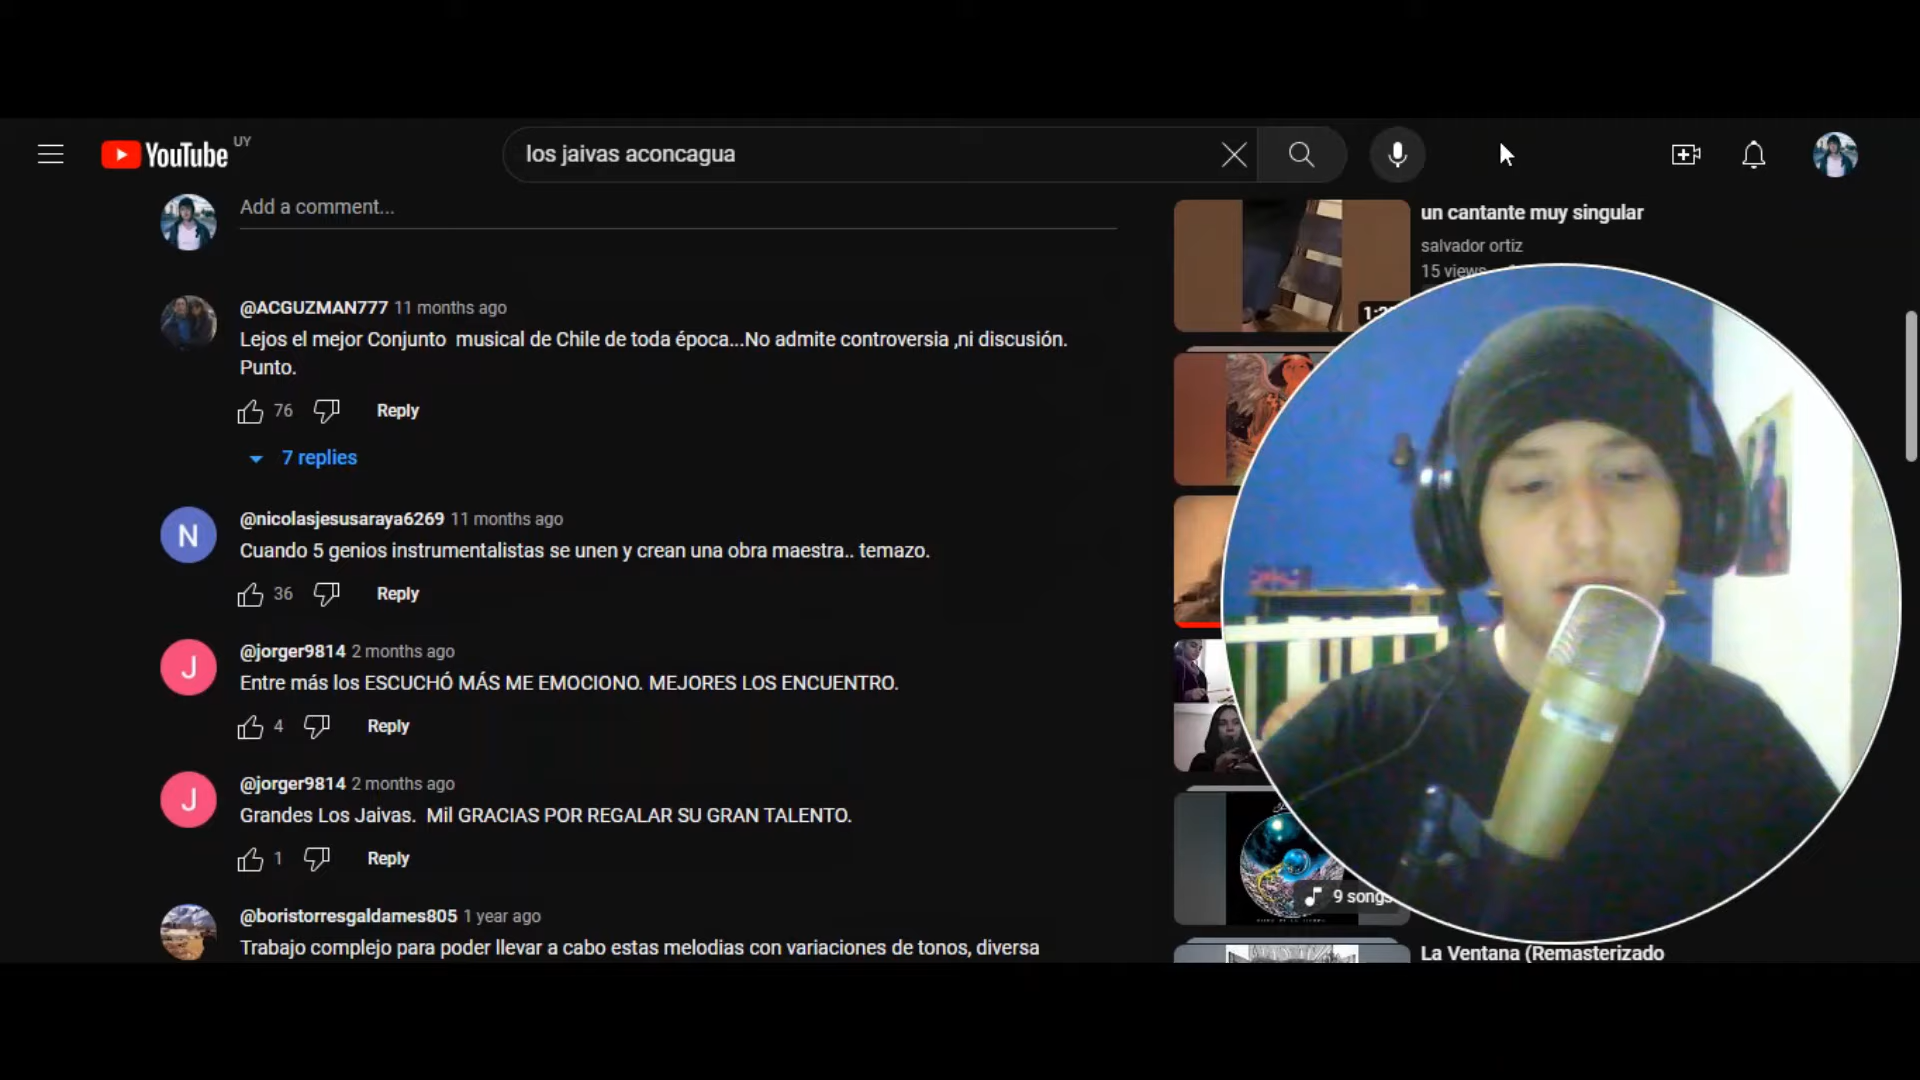 YouTube UY
los jaivas aconcagua
Add a comment...
@ACGUZMAN777 11 months ago
Lejos el mejor Conjunto musical de Chile de toda época...No admite controversia ,ni discusión.
Punto.
76 Reply
7 replies
N
@nicolasjesusaraya6269 11 months ago
Cuando 5 genios instrumentalistas se unen y crean una obra maestra.. temazo.
36 Reply
J
@jorger9814 2 months ago
Entre más los ESCUCHÓ MÁS ME EMOCIONO. MEJORES LOS ENCUENTRO.
4 Reply
J
@jorger9814 2 months ago
Grandes Los Jaivas. Mil GRACIAS POR REGALAR SU GRAN TALENTO.
1 Reply
@boristorresgaldames805 1 year ago
Trabajo complejo para poder llevar a cabo estas melodias con variaciones de tonos, diversa
un cantante muy singular
salvador ortiz
15 views
9 songs
La Ventana (Remasterizado